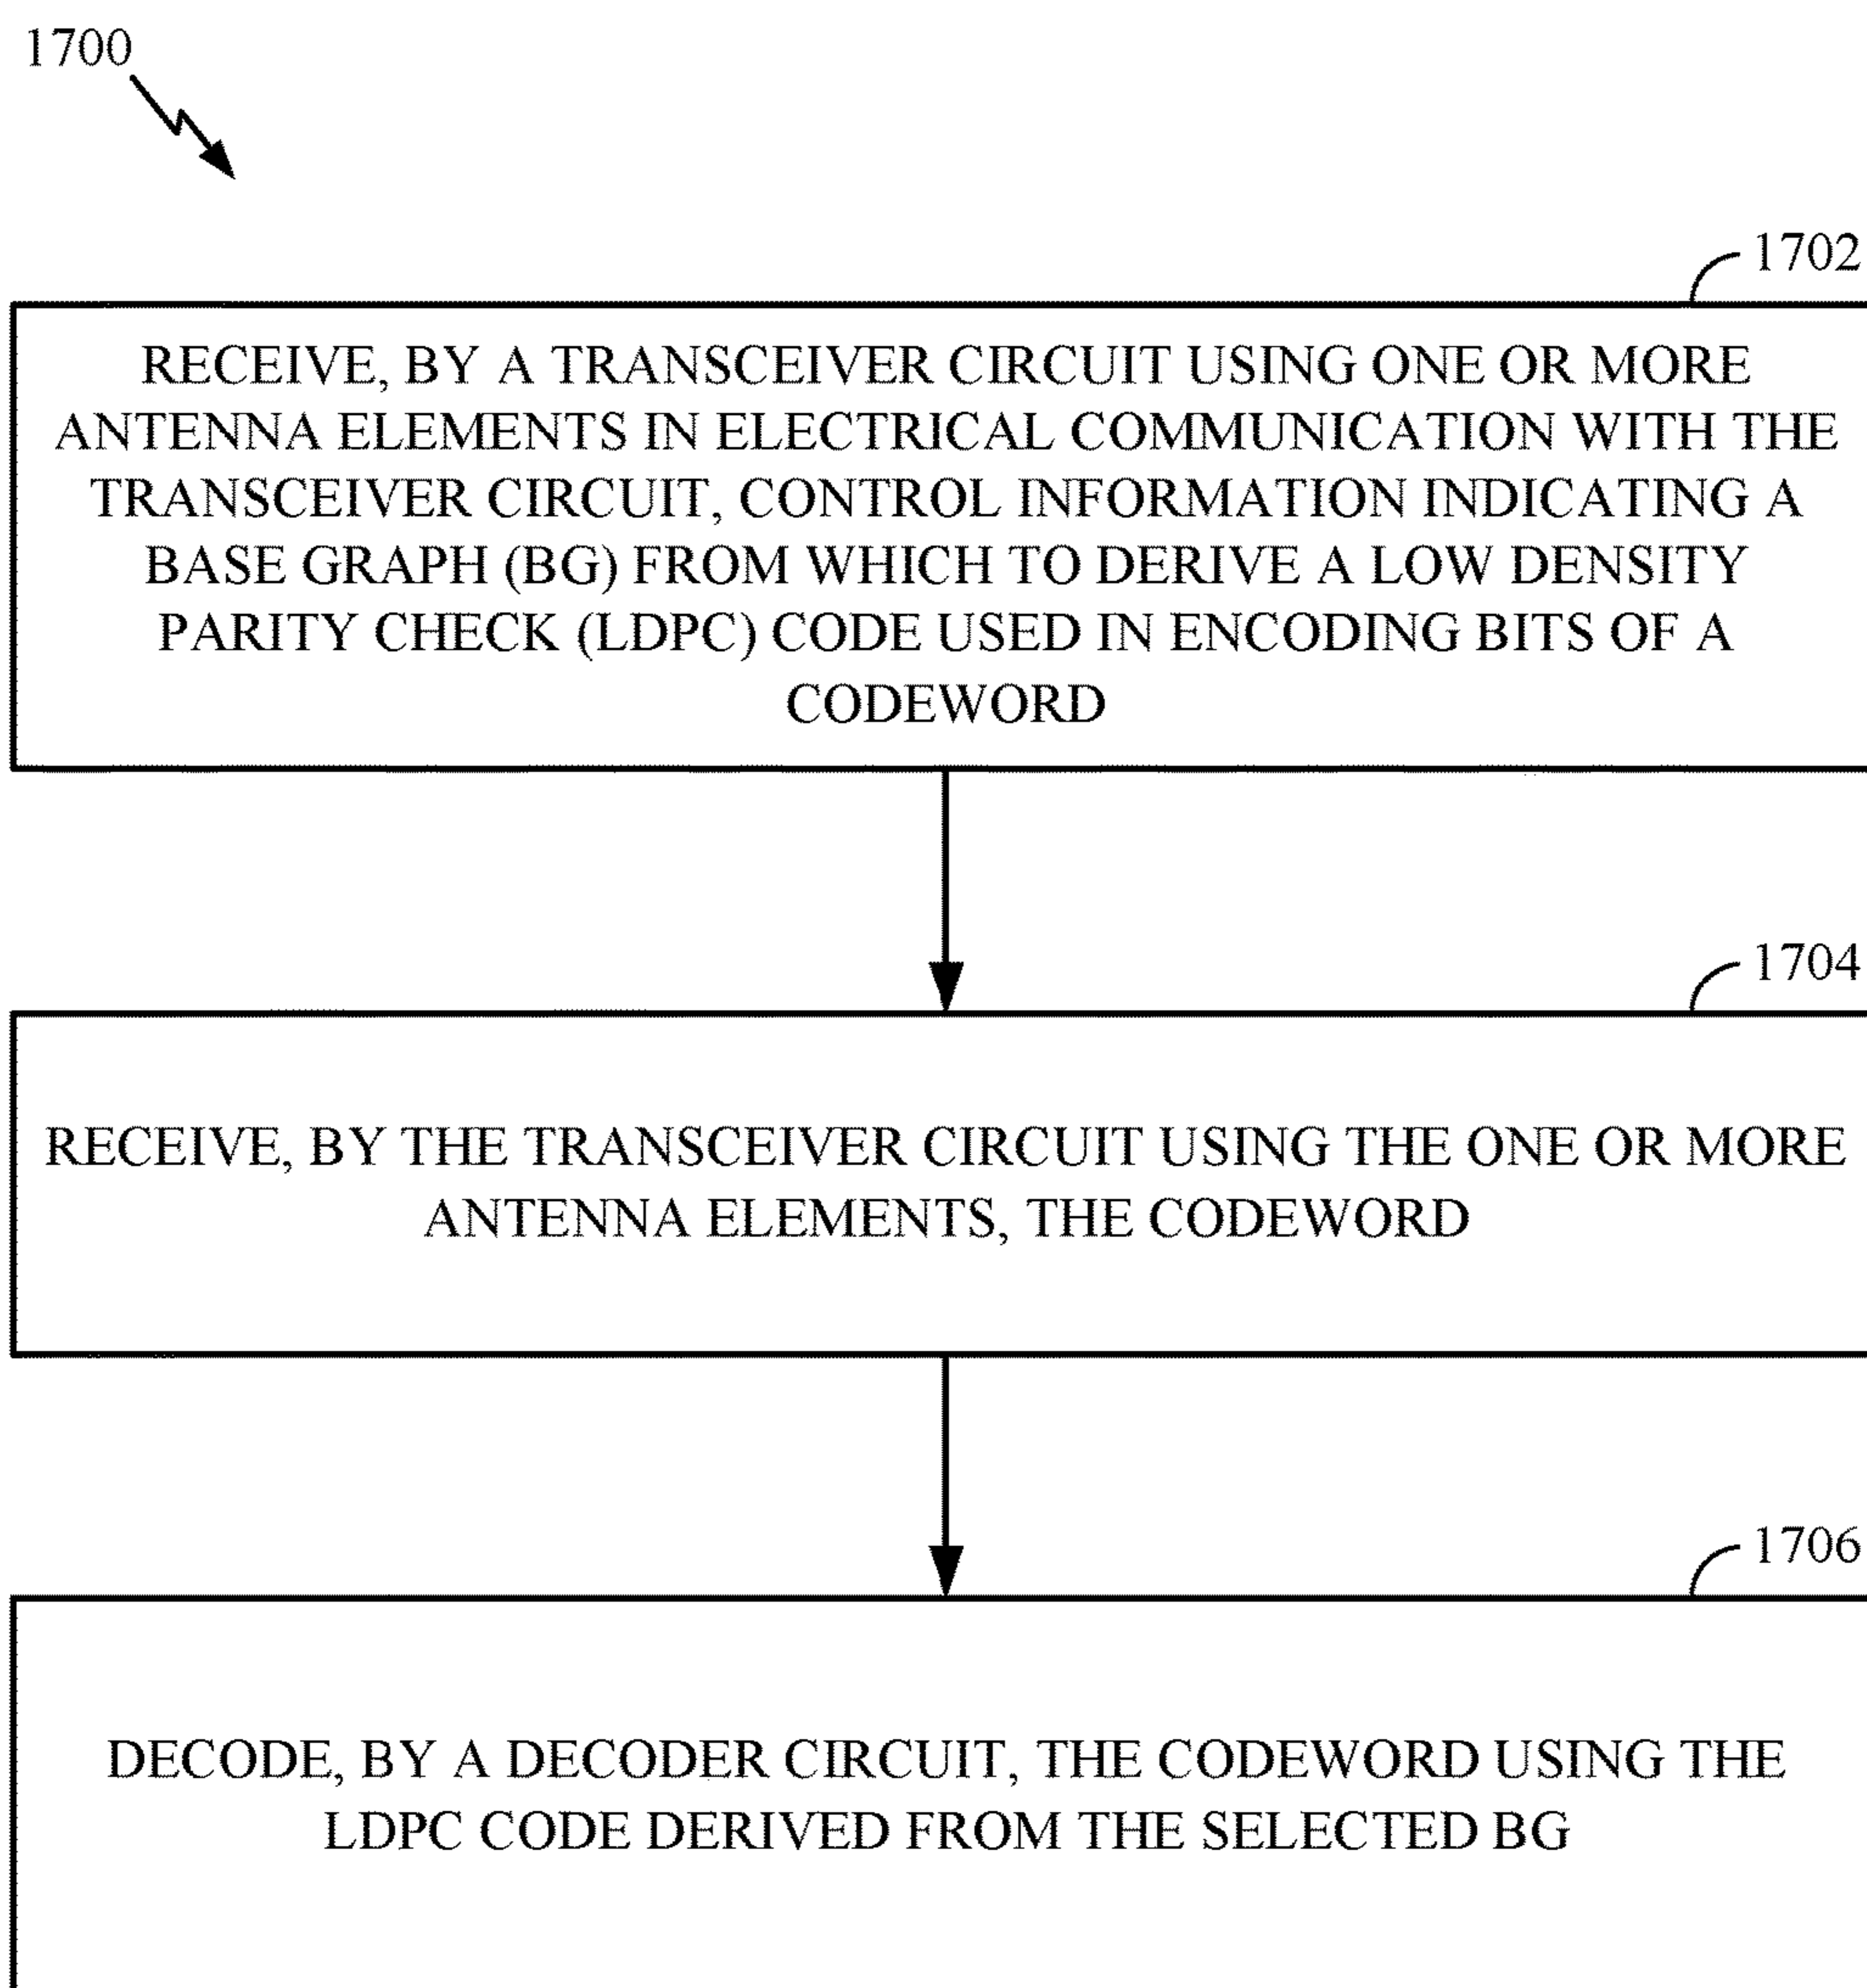 1700
1702
RECEIVE, BY A TRANSCEIVER CIRCUIT USING ONE OR MORE
ANTENNA ELEMENTS IN ELECTRICAL COMMUNICATION WITH THE
TRANSCEIVER CIRCUIT, CONTROL INFORMATION INDICATING A
BASE GRAPH (BG) FROM WHICH TO DERIVE A LOW DENSITY
PARITY CHECK (LDPC) CODE USED IN ENCODING BITS OF A
CODEWORD
1704
RECEIVE, BY THE TRANSCEIVER CIRCUIT USING THE ONE OR MORE
ANTENNA ELEMENTS, THE CODEWORD
1706
DECODE, BY A DECODER CIRCUIT, THE CODEWORD USING THE
LDPC CODE DERIVED FROM THE SELECTED BG